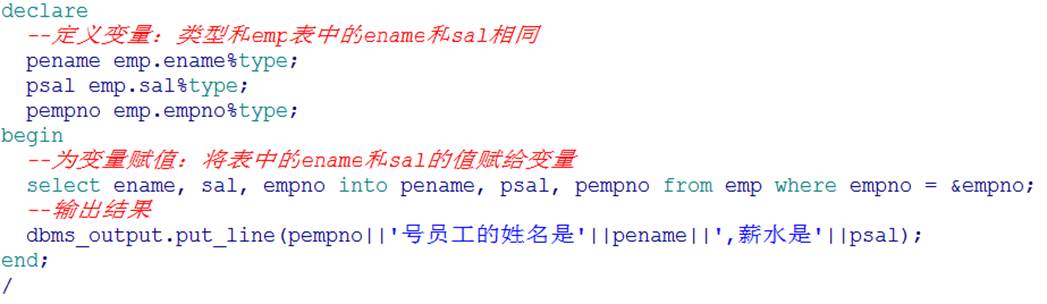 declare
  --定义变量：类型和emp表中的ename和sal相同
  pename emp.ename%type;
  psal emp.sal%type;
  pempno emp.empno%type;
begin
  --为变量赋值：将表中的ename和sal的值赋给变量
  select ename, sal, empno into pename, psal, pempno from emp where empno = &empno;
  --输出结果
  dbms_output.put_line(pempno||'号员工的姓名是'||pename||',薪水是'||psal);
end;
/